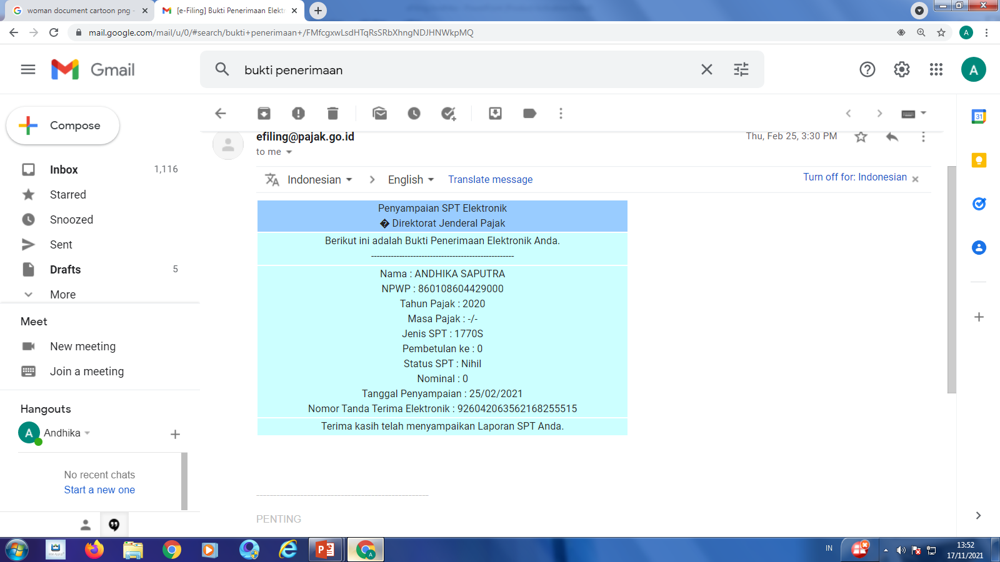 woman document cartoon png -
[e-Filing] Bukti Penerimaan Elektr
mail.google.com/mail/u/0/#search/bukti+penerimaan+/FMfcgxwLsdHTqRsSRbXhngNDJHNWkpMQ
A
Gmail
bukti penerimaan
A
Compose
Inbox 1,116
Starred
Snoozed
Sent
Drafts 5
More
Meet
New meeting
Join a meeting
Hangouts
A Andhika
No recent chats
Start a new one
efiling@pajak.go.id
Thu, Feb 25, 3:30 PM
to me
Indonesian > English Translate message
Turn off for: Indonesian
Penyampaian SPT Elektronik
� Direktorat Jenderal Pajak
Berikut ini adalah Bukti Penerimaan Elektronik Anda.
--------------------------------------------------
Nama : ANDHIKA SAPUTRA
NPWP : 860108604429000
Tahun Pajak : 2020
Masa Pajak : -/-
Jenis SPT : 1770S
Pembetulan ke : 0
Status SPT : Nihil
Nominal : 0
Tanggal Penyampaian : 25/02/2021
Nomor Tanda Terima Elektronik : 926042063562168255515
Terima kasih telah menyampaikan Laporan SPT Anda.
--------------------------------------------------
PENTING
31
IN
13:52
17/11/2021